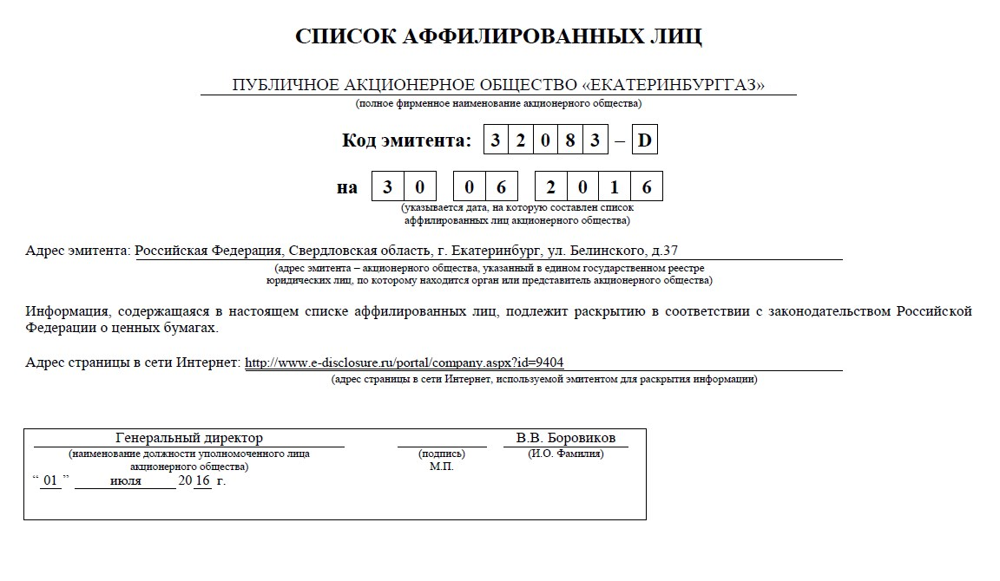 СПИСОК АФФИЛИРОВАННЫХ ЛИЦ
ПУБЛИЧНОЕ АКЦИОНЕРНОЕ ОБЩЕСТВО «ЕКАТЕРИНБУРГГАЗ»
(полное фирменное наименование акционерного общества)
Код эмитента: 3 2 0 8 3 – D
на 3 0 0 6 2 0 1 6
(указывается дата, на которую составлен список
аффилированных лиц акционерного общества)
Адрес эмитента: Российская Федерация, Свердловская область, г. Екатеринбург, ул. Белинского, д.37
(адрес эмитента – акционерного общества, указанный в едином государственном реестре
юридических лиц, по которому находится орган или представитель акционерного общества)
Информация, содержащаяся в настоящем списке аффилированных лиц, подлежит раскрытию в соответствии с законодательством Российской
Федерации о ценных бумагах.
Адрес страницы в сети Интернет: http://www.e-disclosure.ru/portal/company.aspx?id=9404
(адрес страницы в сети Интернет, используемой эмитентом для раскрытия информации)
Генеральный директор В.В. Боровиков
(наименование должности уполномоченного лица (подпись) (И.О. Фамилия)
акционерного общества) М.П.
“ 01 ” июля 20 16 г.